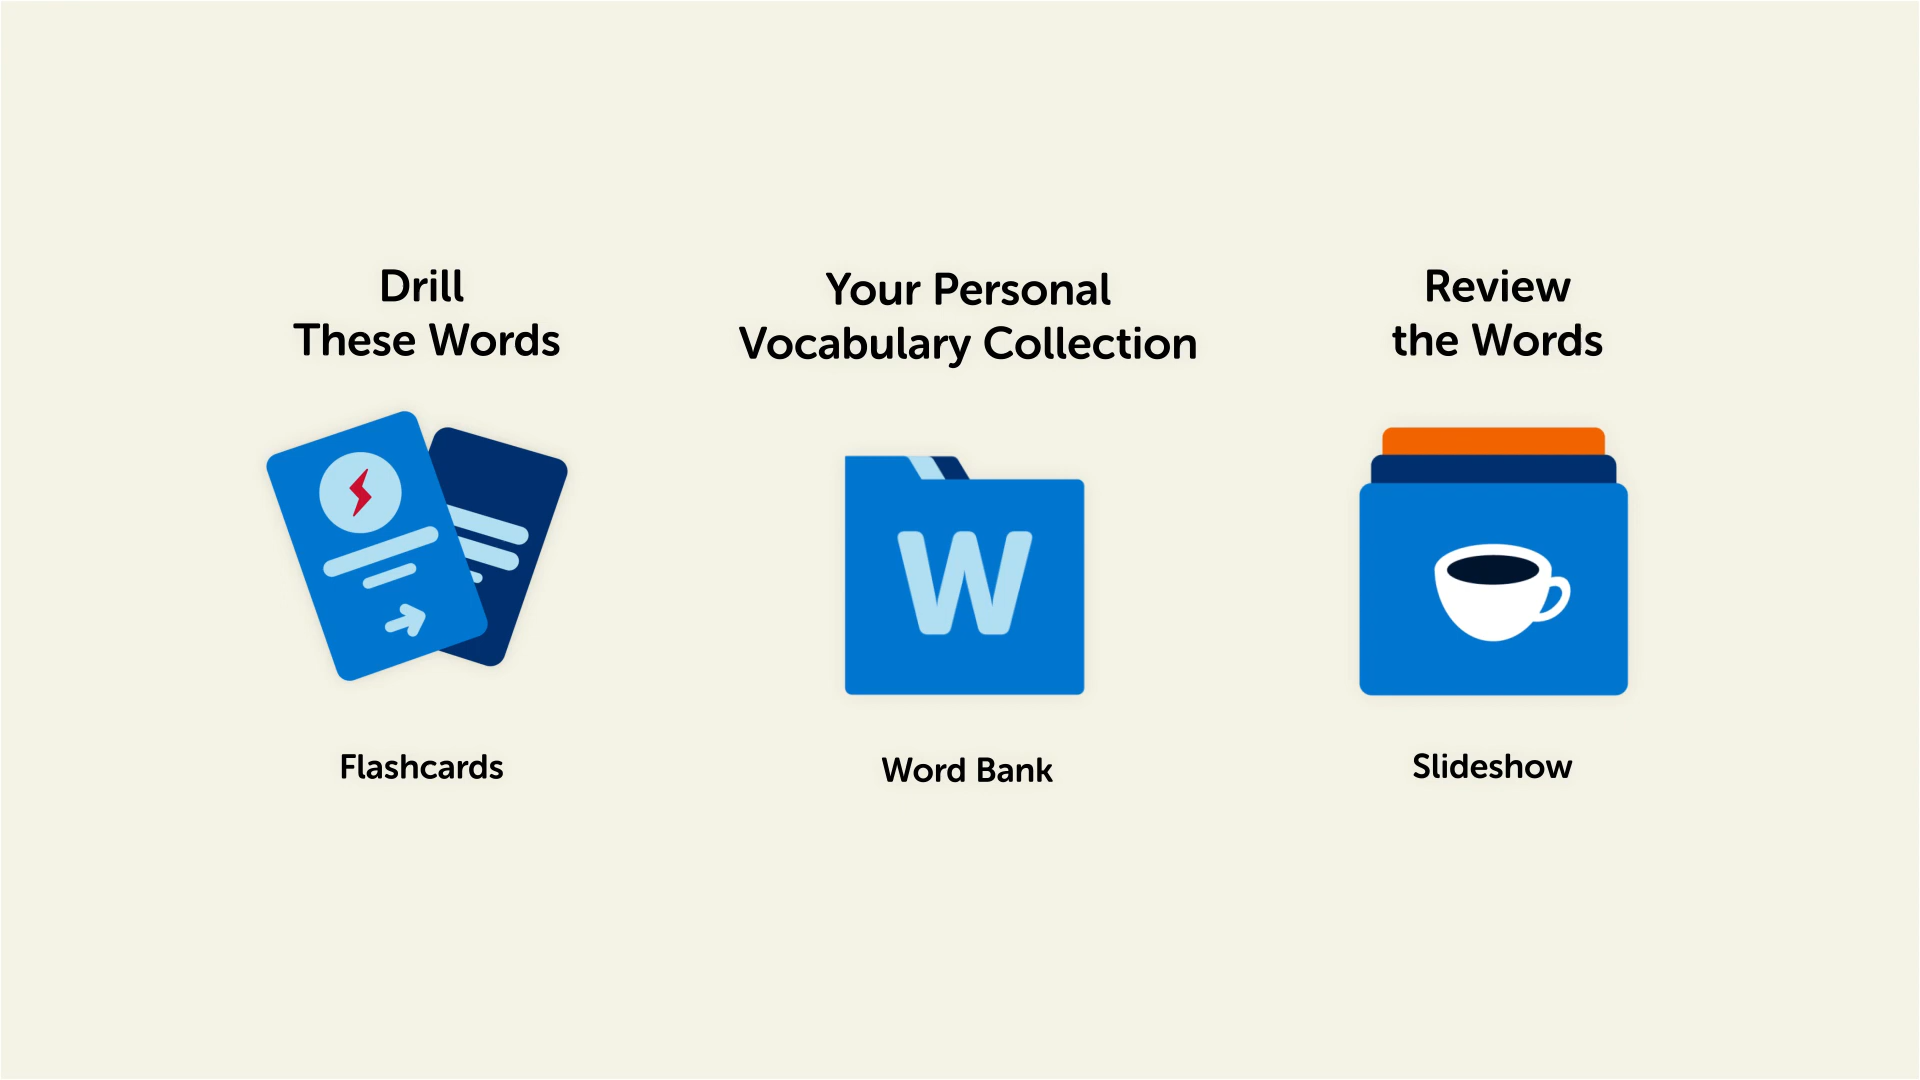 Drill
These Words
Your Personal
Vocabulary Collection
Review
the Words
W
Flashcards
Word Bank
Slideshow